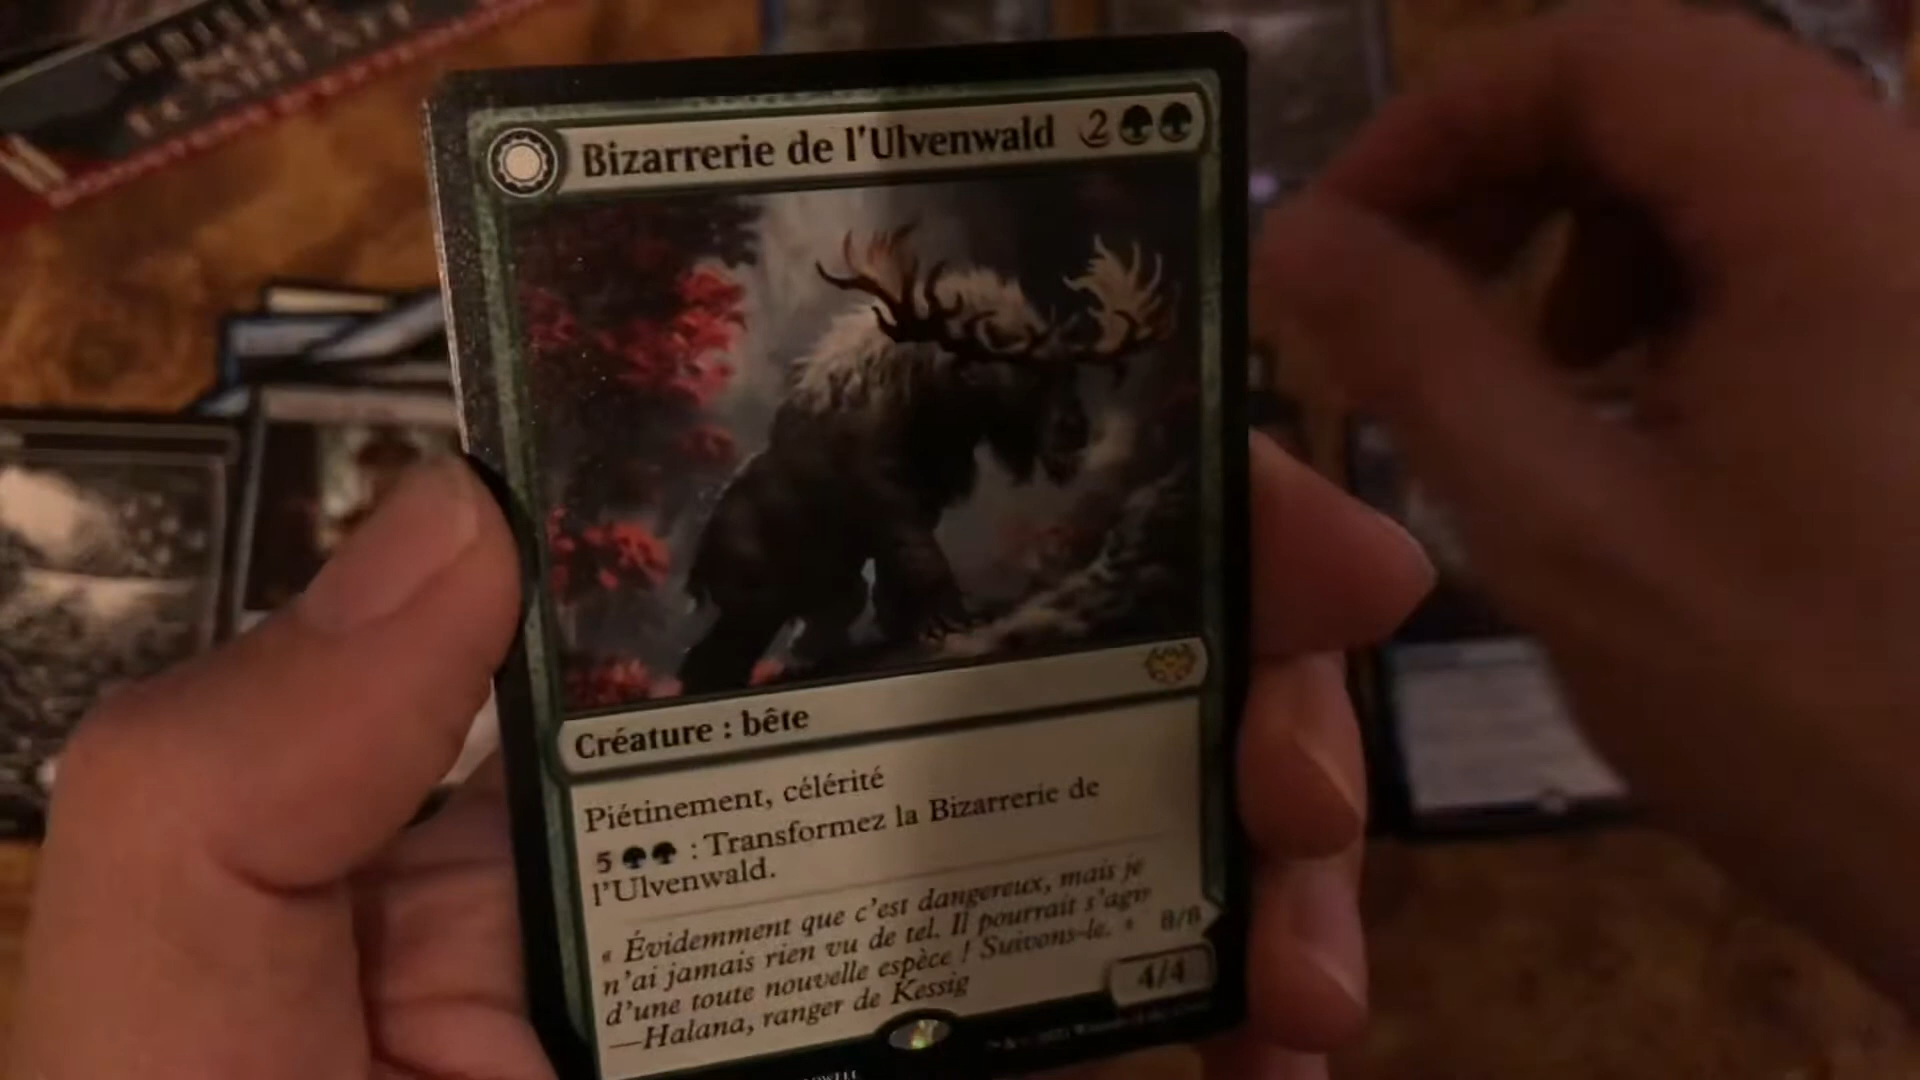 Bizarrerie de l'Ulvenwald 2
Créature : bête
Piétinement, célérité
5 : Transformez la Bizarrerie de
l'Ulvenwald.
« Évidemment que c'est dangereux, mais je
n'ai jamais rien vu de tel. Il pourrait s'agir
d'une toute nouvelle espèce ! Suivons-le. »
—Halana, ranger de Kessig
8/8
4/4